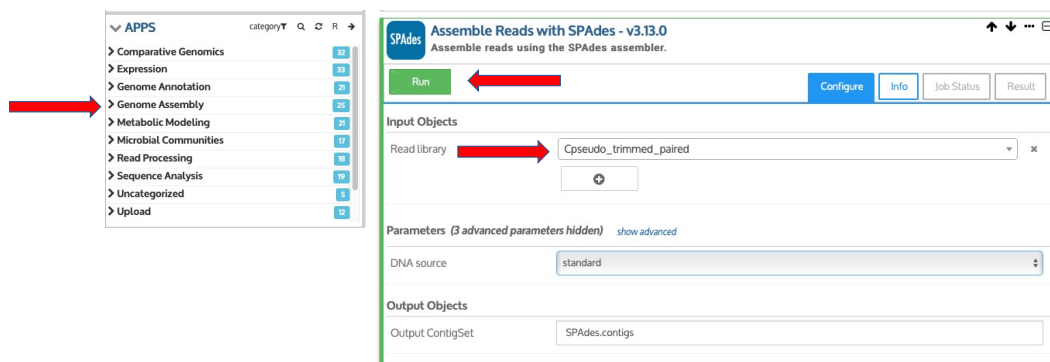 APPS
category
R
Comparative Genomics 32
Expression 33
Genome Annotation 21
Genome Assembly 25
Metabolic Modeling 21
Microbial Communities 17
Read Processing 18
Sequence Analysis 19
Uncategorized 5
Upload 12
SPAdes
Assemble Reads with SPAdes - v3.13.0
Assemble reads using the SPAdes assembler.
Run
Configure
Info
Job Status
Result
Input Objects
Read library
Cpseudo_trimmed_paired
Parameters (3 advanced parameters hidden) show advanced
DNA source
standard
Output Objects
Output ContigSet
SPAdes.contigs